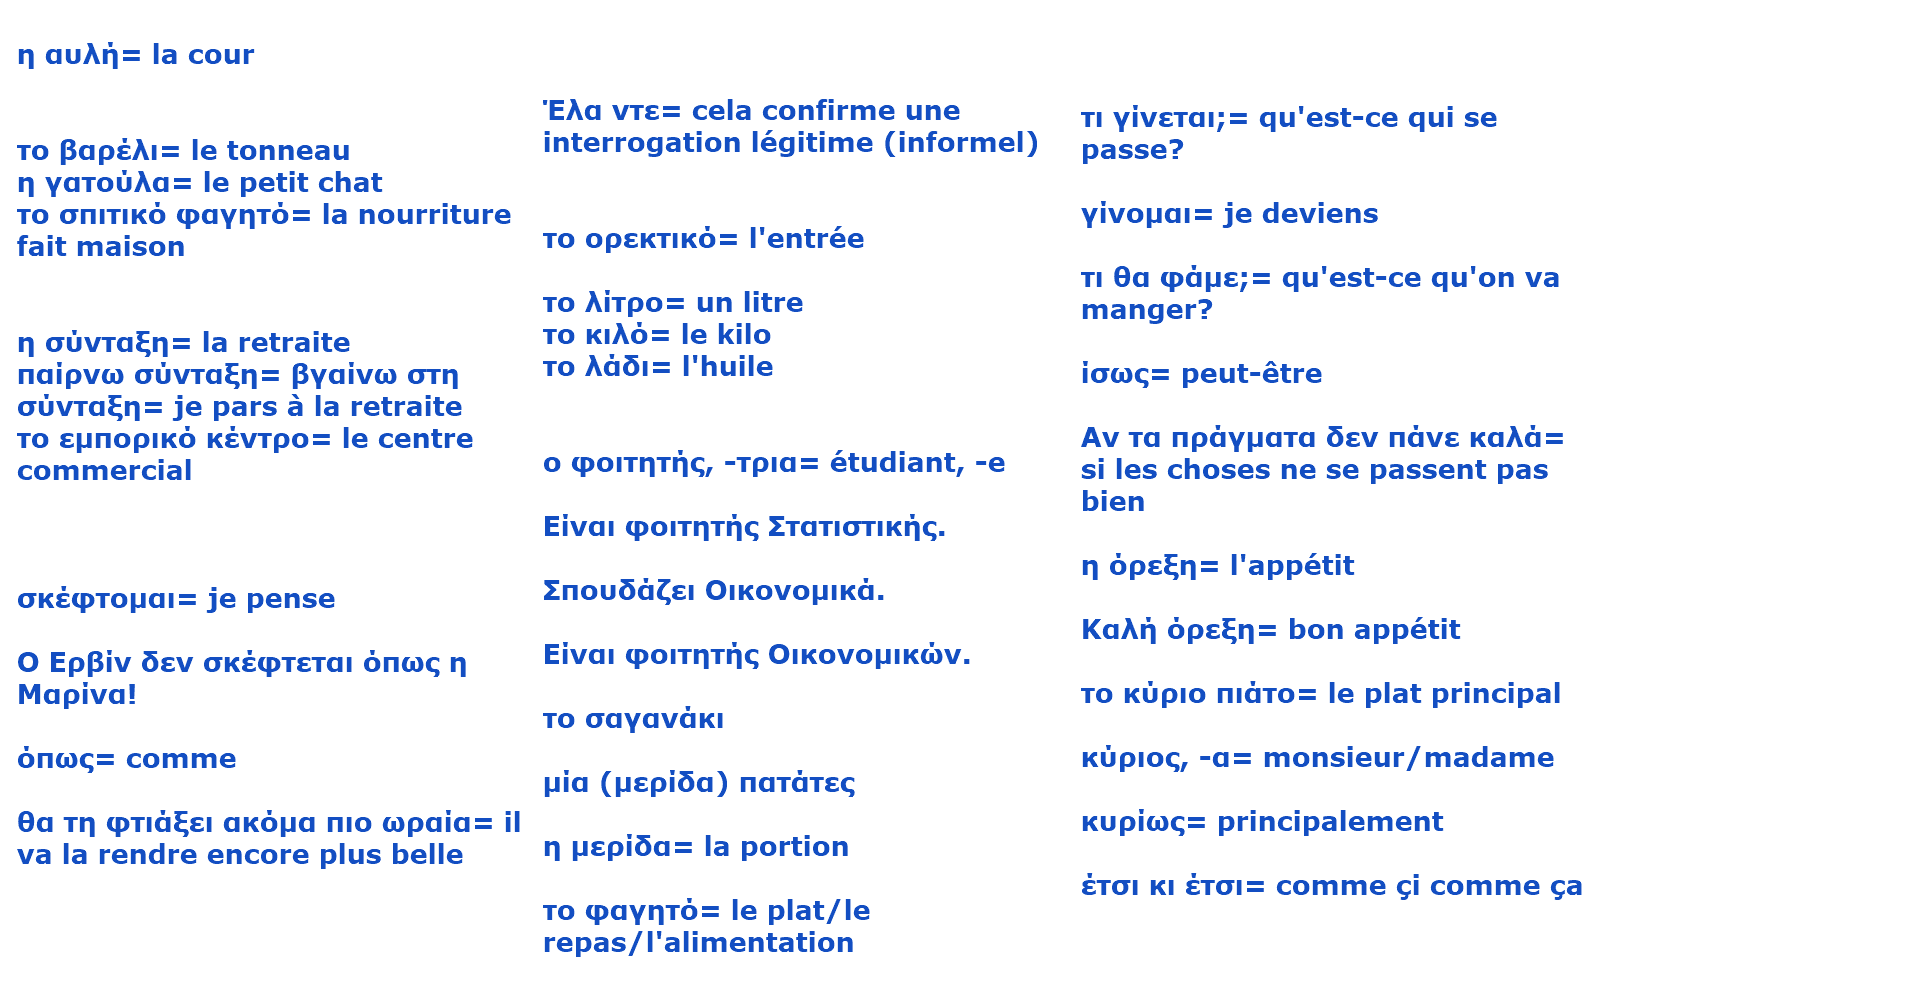 η αυλή= la cour
το βαρέλι= le tonneau
η γατούλα= le petit chat
το σπιτικό φαγητό= la nourriture
fait maison
η σύνταξη= la retraite
παίρνω σύνταξη= βγαίνω στη
σύνταξη= je pars à la retraite
το εμπορικό κέντρο= le centre
commercial
σκέφτομαι= je pense
Ο Ερβίν δεν σκέφτεται όπως η
Μαρίνα!
όπως= comme
θα τη φτιάξει ακόμα πιο ωραία= il
va la rendre encore plus belle
Έλα ντε= cela confirme une
interrogation légitime (informel)
το ορεκτικό= l'entrée
το λίτρο= un litre
το κιλό= le kilo
το λάδι= l'huile
ο φοιτητής, -τρια= étudiant, -e
Είναι φοιτητής Στατιστικής.
Σπουδάζει Οικονομικά.
Είναι φοιτητής Οικονομικών.
το σαγανάκι
μία (μερίδα) πατάτες
η μερίδα= la portion
το φαγητό= le plat/le
repas/l'alimentation
τι γίνεται;= qu'est-ce qui se
passe?
γίνομαι= je deviens
τι θα φάμε;= qu'est-ce qu'on va
manger?
ίσως= peut-être
Αν τα πράγματα δεν πάνε καλά=
si les choses ne se passent pas
bien
η όρεξη= l'appétit
Καλή όρεξη= bon appétit
το κύριο πιάτο= le plat principal
κύριος, -α= monsieur/madame
κυρίως= principalement
έτσι κι έτσι= comme çi comme ça